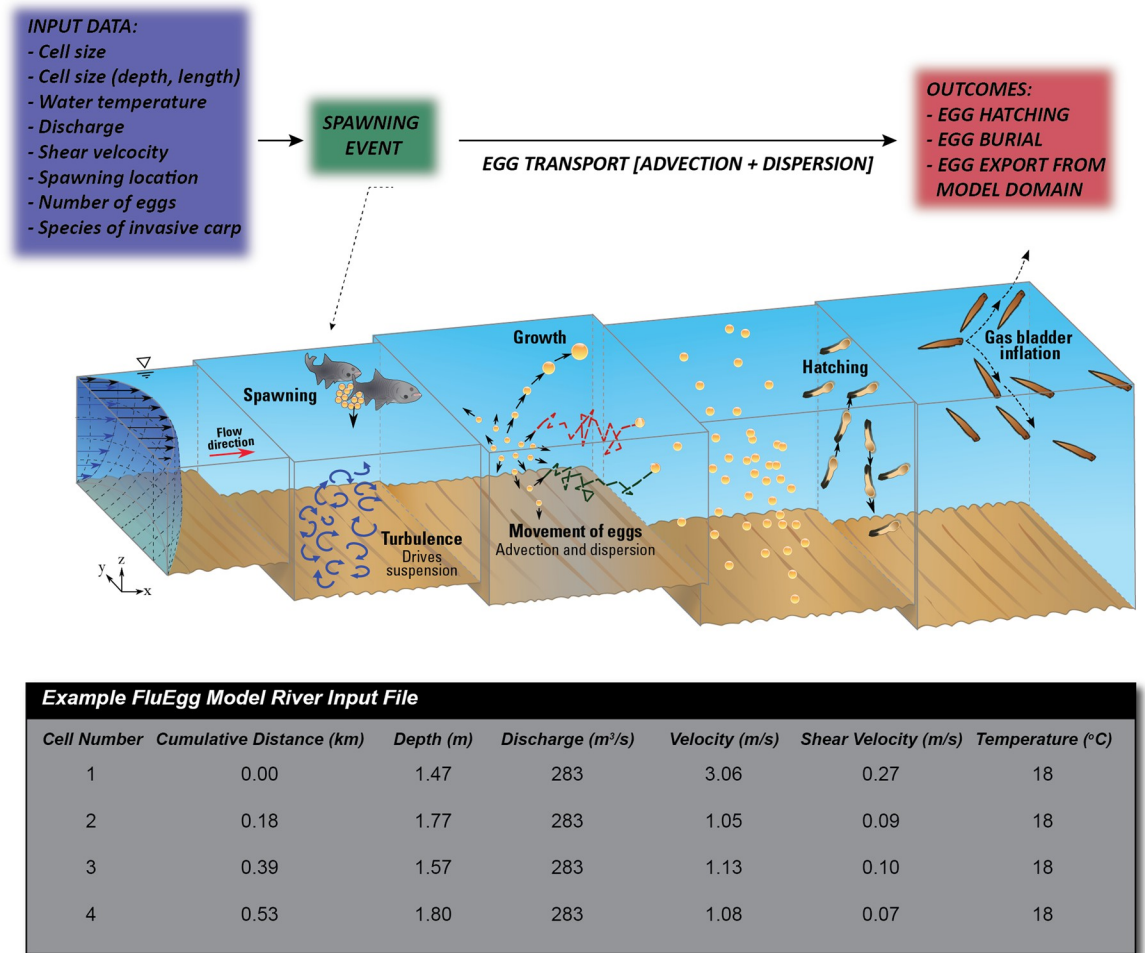 INPUT DATA:
- Cell size
- Cell size (depth, length)
- Water temperature
- Discharge
- Shear velcocity
- Spawning location
- Number of eggs
- Species of invasive carp
SPAWNING
EVENT
EGG TRANSPORT [ADVECTION + DISPERSION]
OUTCOMES:
- EGG HATCHING
- EGG BURIAL
- EGG EXPORT FROM
MODEL DOMAIN
Spawning
Flow
direction
Turbulence
Drives
suspension
Growth
Movement of eggs
Advection and dispersion
Hatching
Gas bladder
inflation
z
y
x
Example FluEgg Model River Input File
Cell Number Cumulative Distance (km) Depth (m) Discharge (m³/s) Velocity (m/s) Shear Velocity (m/s) Temperature (°C)
1 0.00 1.47 283 3.06 0.27 18
2 0.18 1.77 283 1.05 0.09 18
3 0.39 1.57 283 1.13 0.10 18
4 0.53 1.80 283 1.08 0.07 18